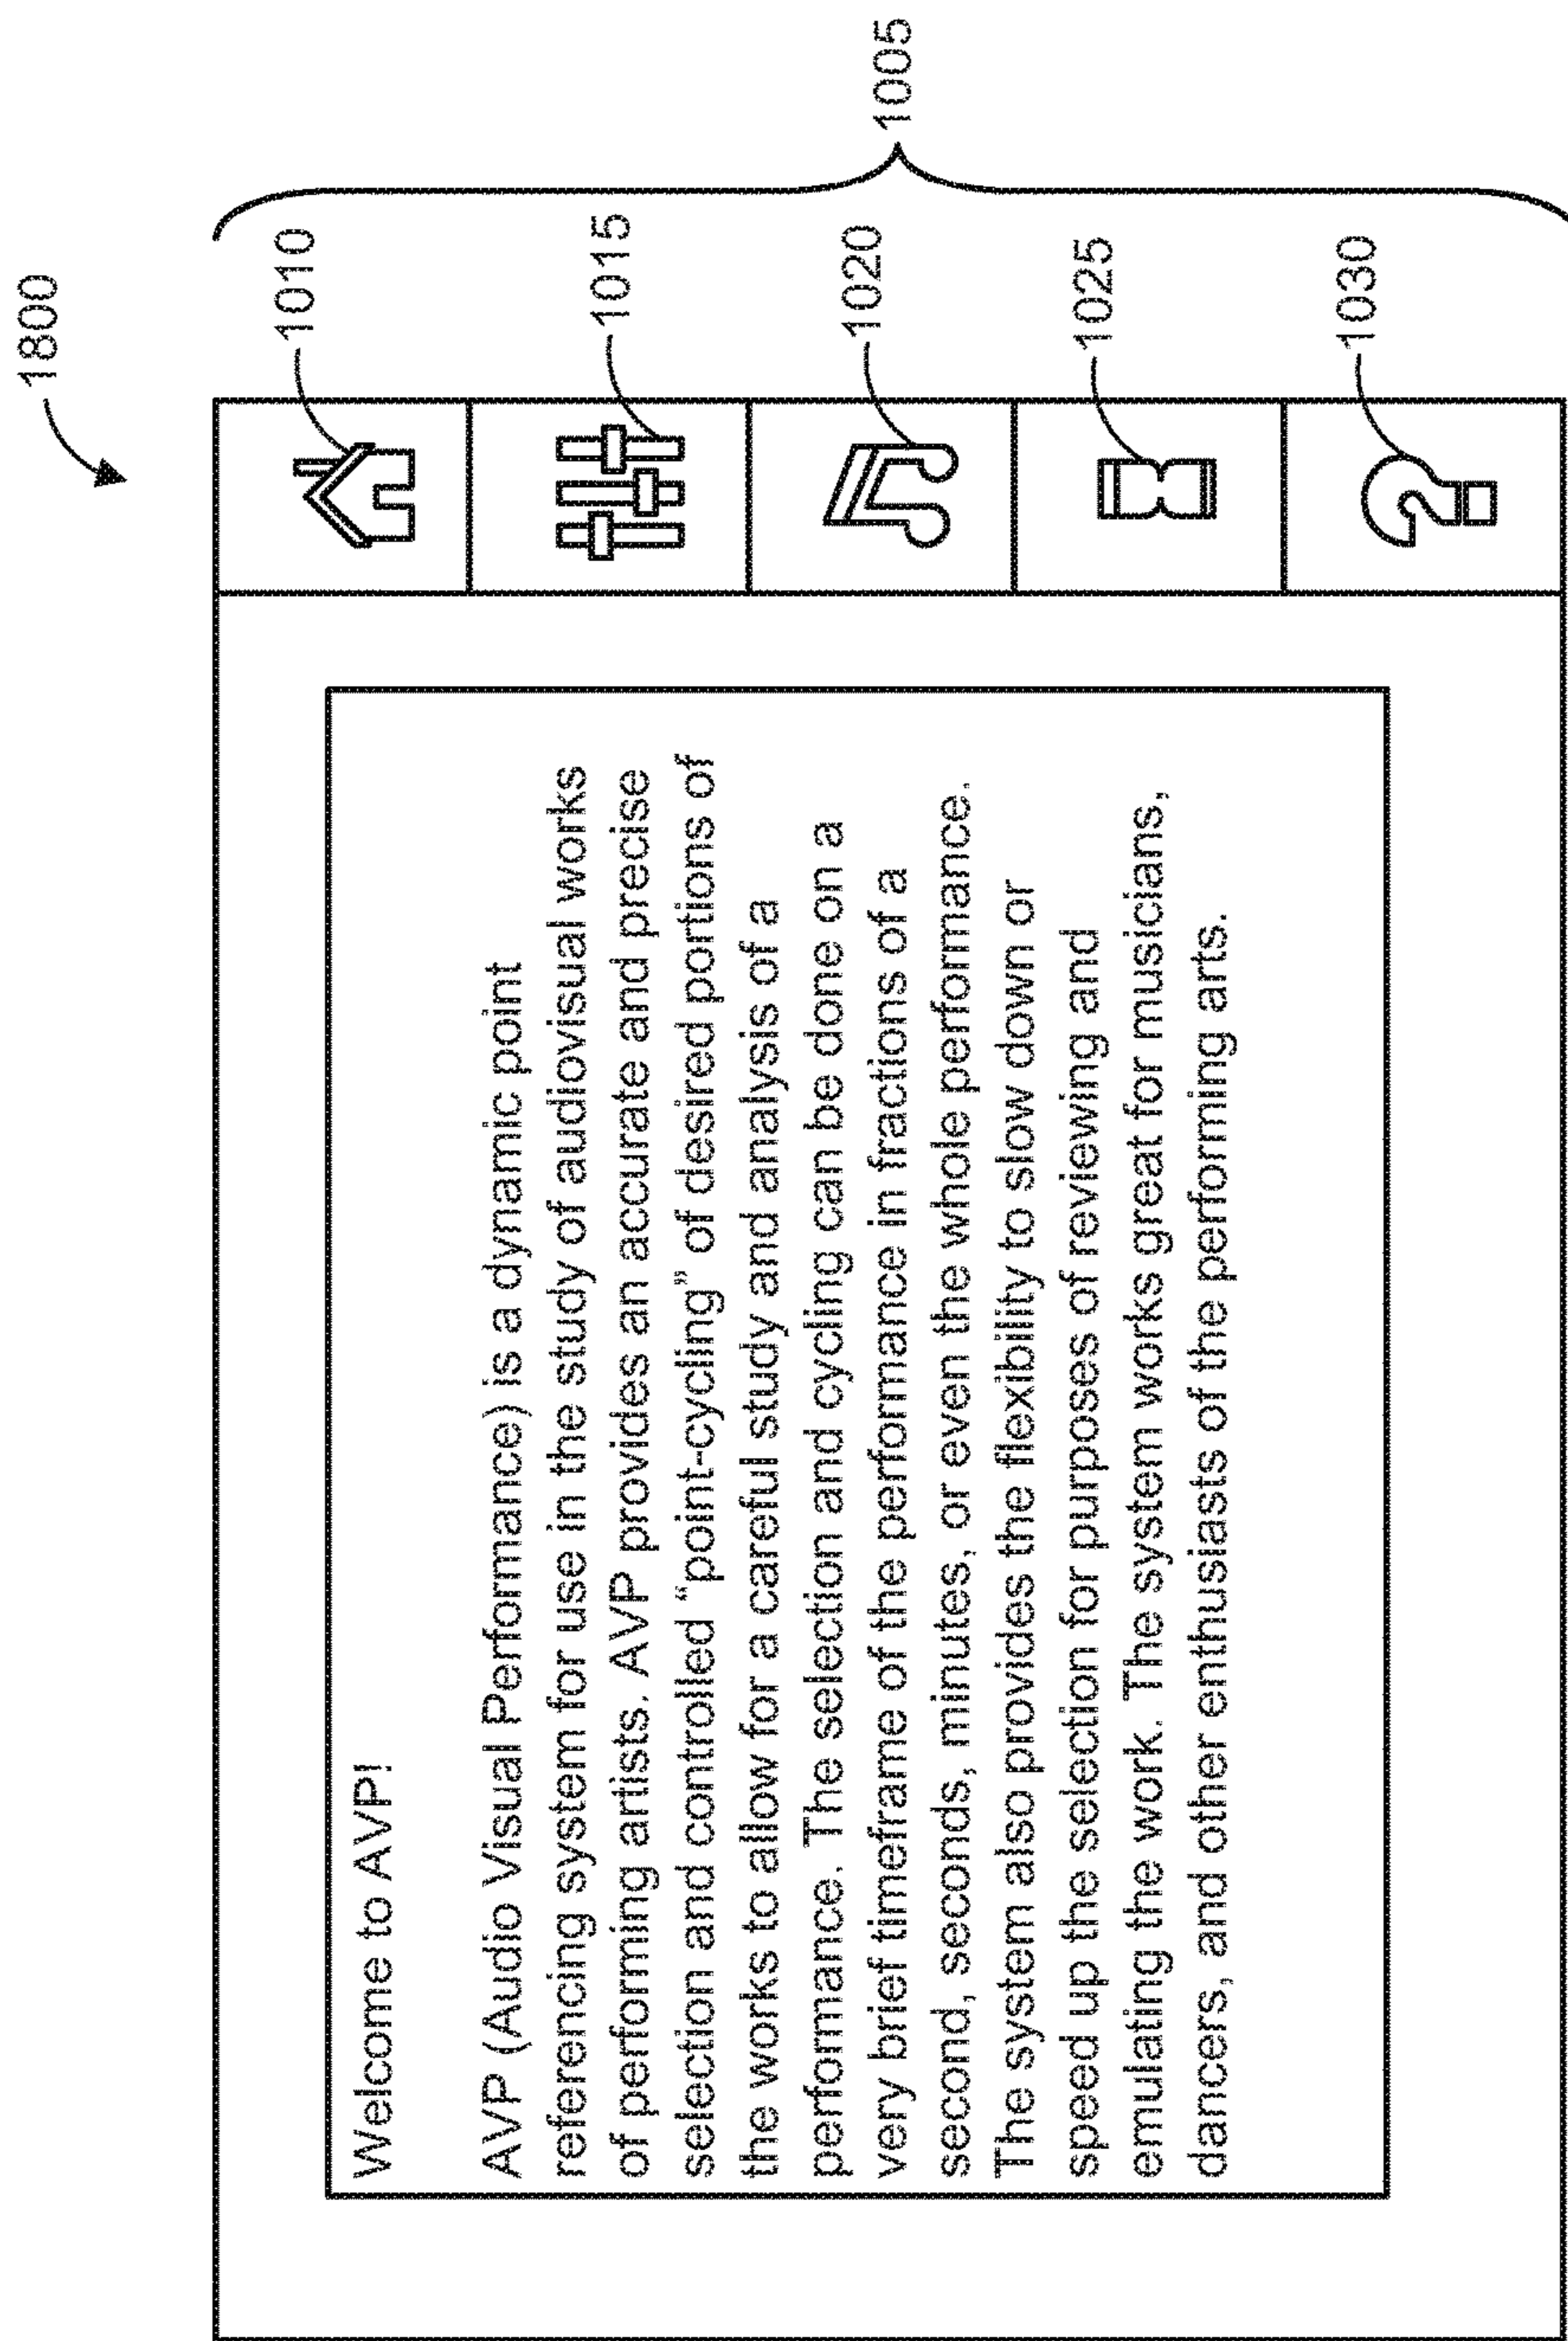 1800
Welcome to AVP!
AVP (Audio Visual Performance) is a dynamic point
referencing system for use in the study of audiovisual works
of performing artists. AVP provides an accurate and precise
selection and controlled "point-cycling" of desired portions of
the works to allow for a careful study and analysis of a
performance. The selection and cycling can be done on a
very brief timeframe of the performance in fractions of a
second, seconds, minutes, or even the whole performance.
The system also provides the flexibility to slow down or
speed up the selection for purposes of reviewing and
emulating the work. The system works great for musicians,
dancers, and other enthusiasts of the performing arts.
1010
1015
1020
1025
1030
1005